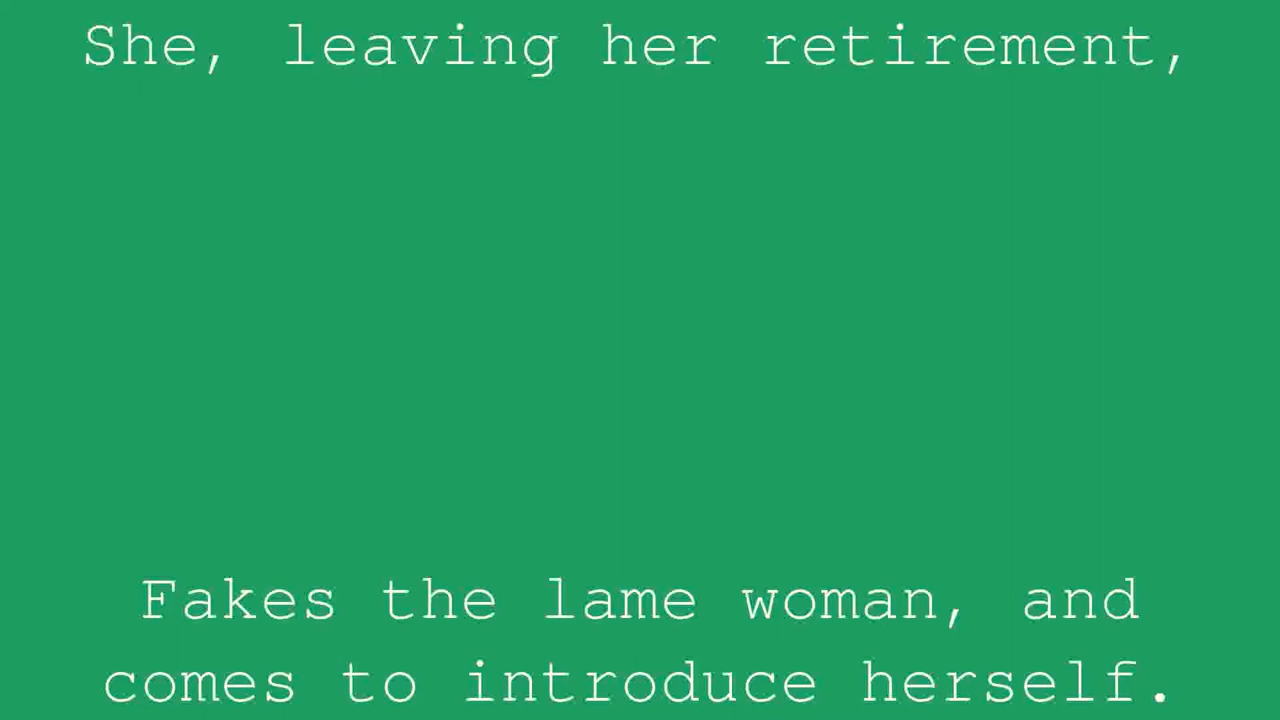 She, leaving her retirement,
Fakes the lame woman, and
comes to introduce herself.